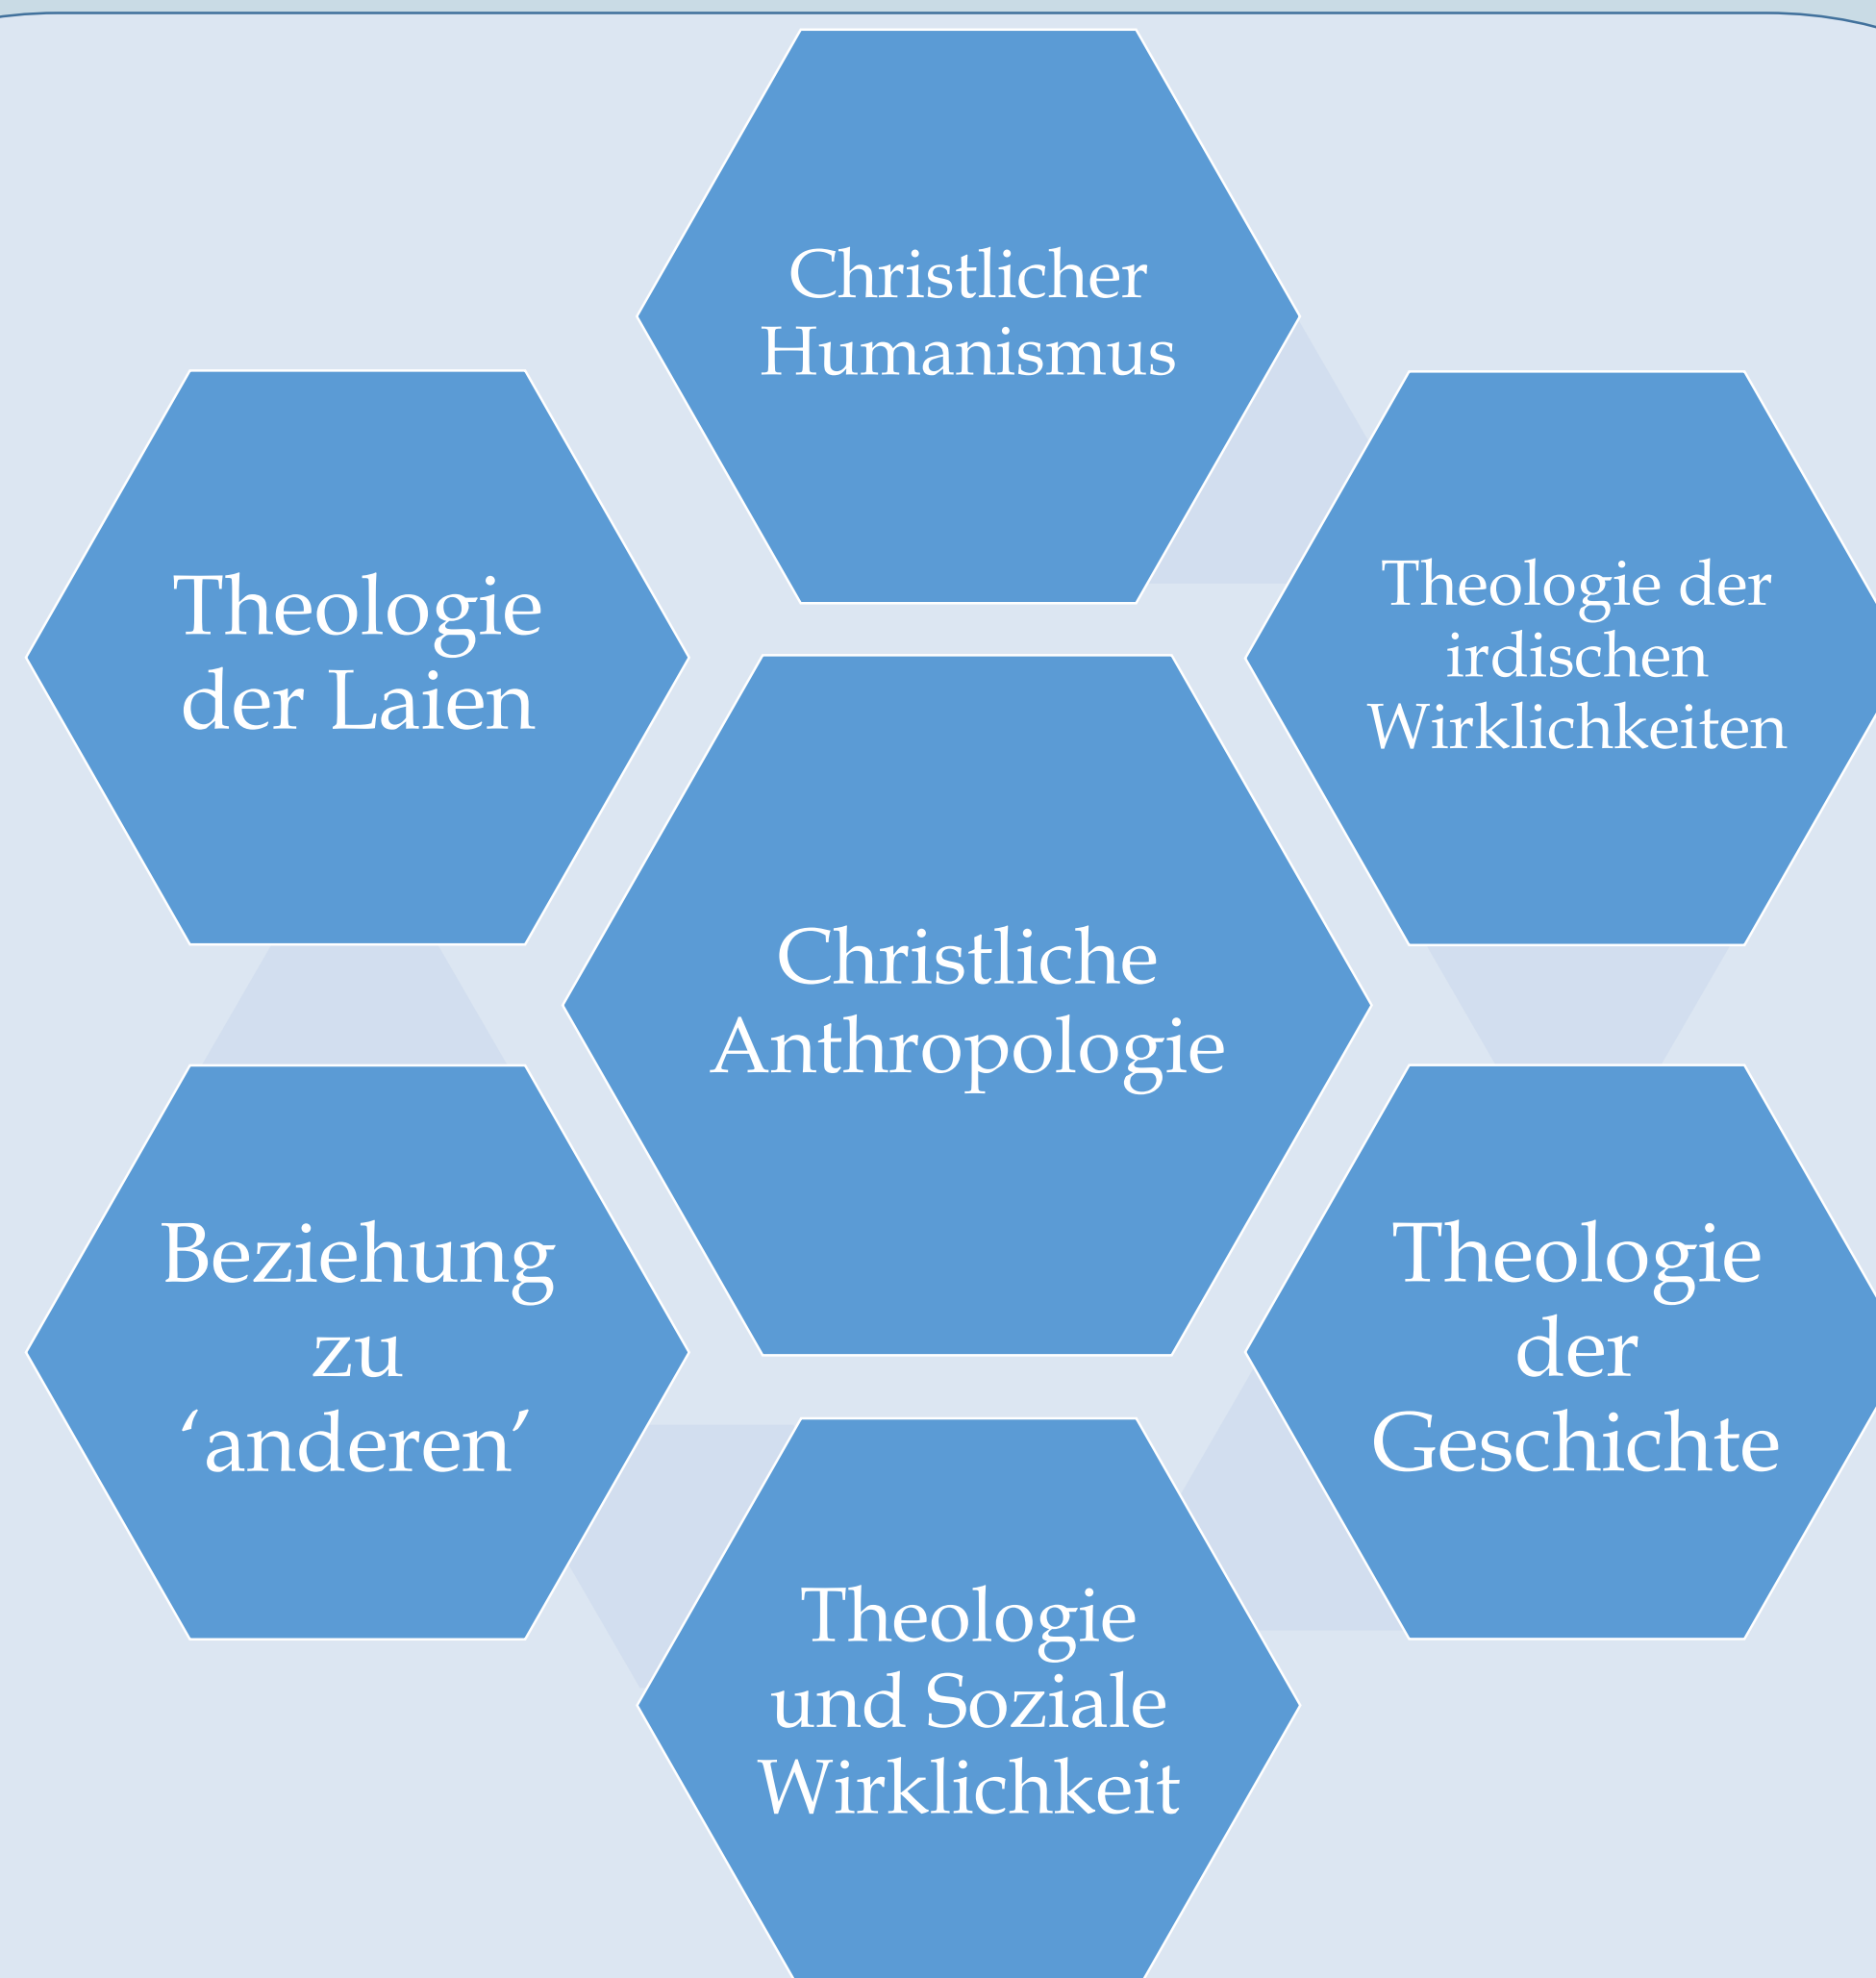 Christlicher
Humanismus
Theologie
der Laien
Theologie der
irdischen
Wirklichkeiten
Christliche
Anthropologie
Beziehung
zu
‘anderen’
Theologie
der
Geschichte
Theologie
und Soziale
Wirklichkeit